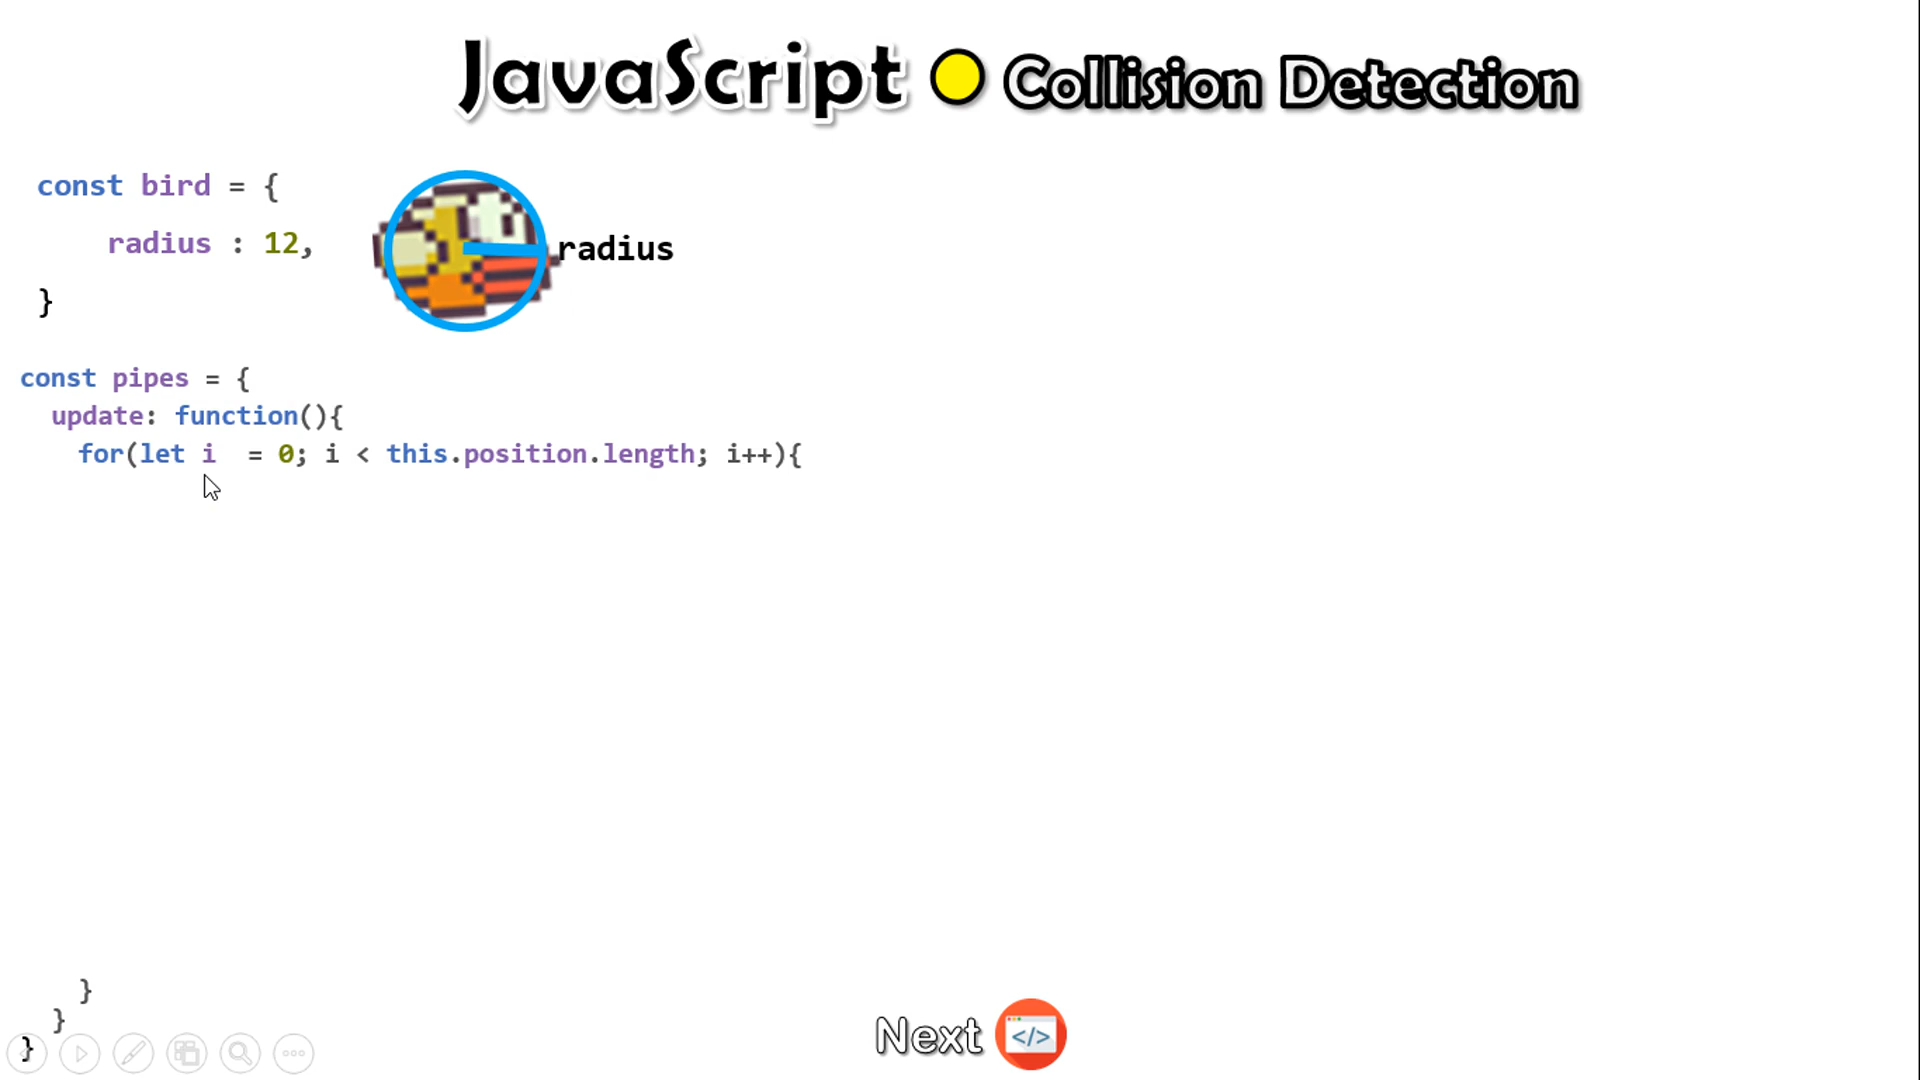 JavaScript Collision Detection
const bird = {
radius : 12,
}
radius
const pipes = {
update: function(){
for(let i  = 0; i < this.position.length; i++){
}
}
}
Next </>